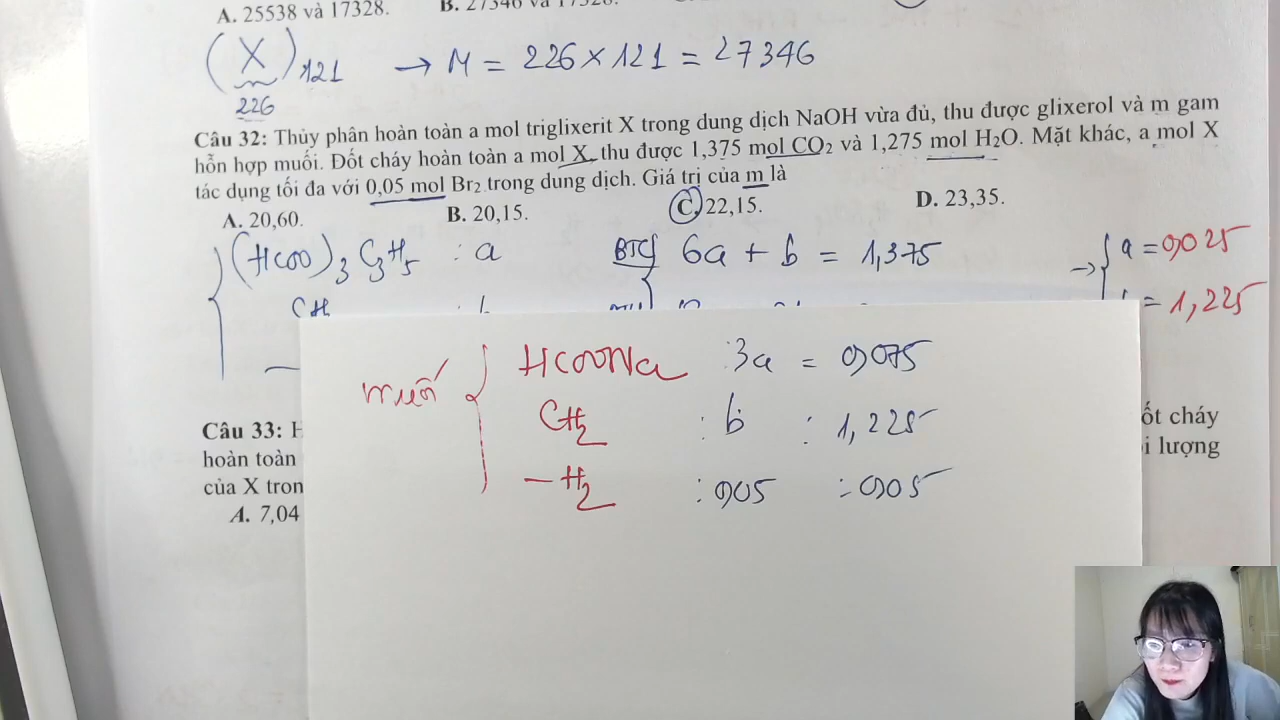 A. 25538 và 17328.
B. 27346 và 17328.
(X)121 → M = 226 × 121 = 27346
226
Câu 32: Thủy phân hoàn toàn a mol triglixerit X trong dung dịch NaOH vừa đủ, thu được glixerol và m gam
hỗn hợp muối. Đốt cháy hoàn toàn a mol X thu được 1,375 mol CO2 và 1,275 mol H2O. Mặt khác, a mol X
tác dụng tối đa với 0,05 mol Br2 trong dung dịch. Giá trị của m là
A. 20,60. B. 20,15. C. 22,15. D. 23,35.
(HCOO)3C3H5 : a BTC 6a + b = 1,375 → a = 0,025
CH b = 1,225
muối HCOONa : 3a = 0,075
CH2 : b : 1,225
-H2 : 0,05 : 0,05
Câu 33: H ốt cháy
hoàn toàn i lượng
của X tron
A. 7,04